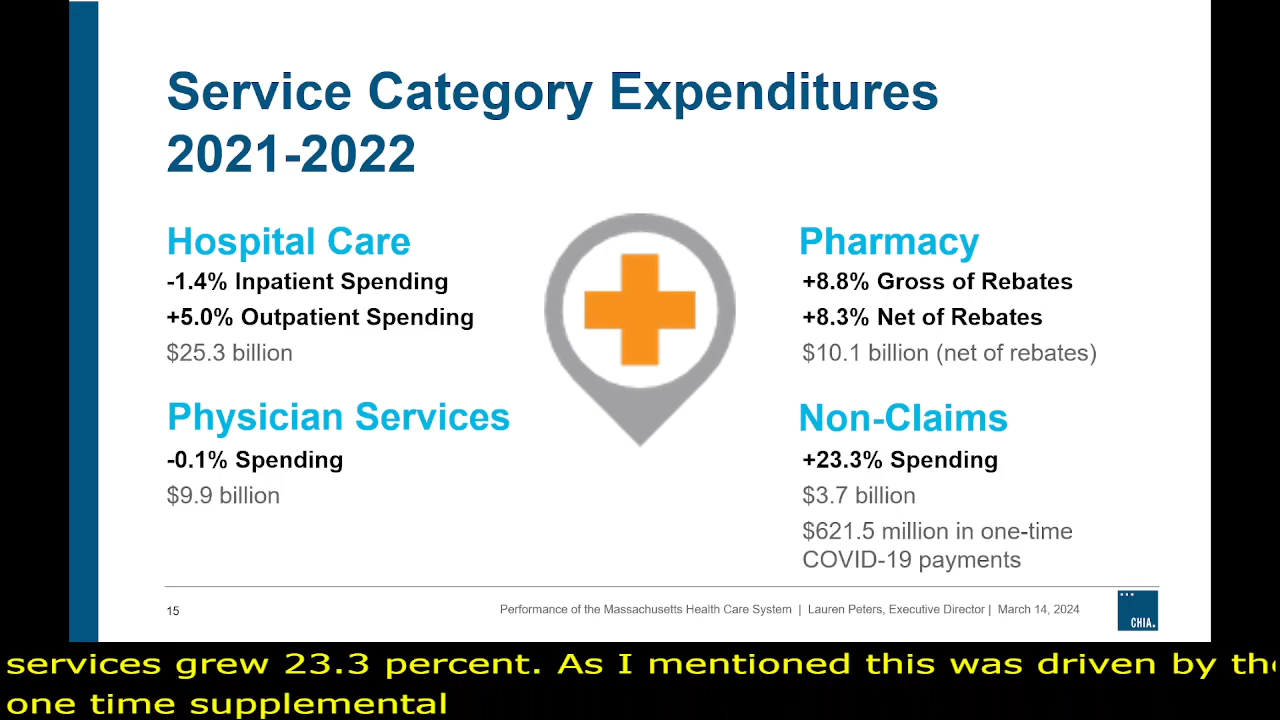 Service Category Expenditures
2021-2022
Hospital Care
-1.4% Inpatient Spending
+5.0% Outpatient Spending
$25.3 billion
Physician Services
-0.1% Spending
$9.9 billion
Pharmacy
+8.8% Gross of Rebates
+8.3% Net of Rebates
$10.1 billion (net of rebates)
Non-Claims
+23.3% Spending
$3.7 billion
$621.5 million in one-time
COVID-19 payments
15
Performance of the Massachusetts Health Care System | Lauren Peters, Executive Director | March 14, 2024
CHIA.
services grew 23.3 percent. As I mentioned this was driven by the
one time supplemental